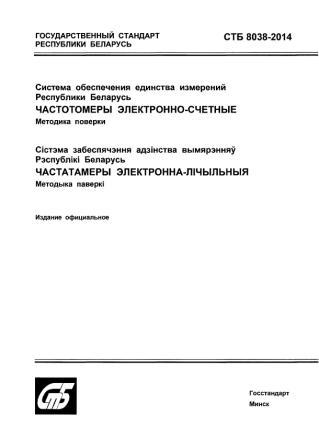 ГОСУДАРСТВЕННЫЙ СТАНДАРТ
РЕСПУБЛИКИ БЕЛАРУСЬ
СТБ 8038-2014
Система обеспечения единства измерений
Республики Беларусь
ЧАСТОТОМЕРЫ ЭЛЕКТРОННО-СЧЕТНЫЕ
Методика поверки
Сістэма забеспячэння адзінства вымярэнняў
Рэспублікі Беларусь
ЧАСТАТАМЕРЫ ЭЛЕКТРОННА-ЛІЧЫЛЬНЫЯ
Методыка паверкі
Издание официальное
СТБ
Госстандарт
Минск